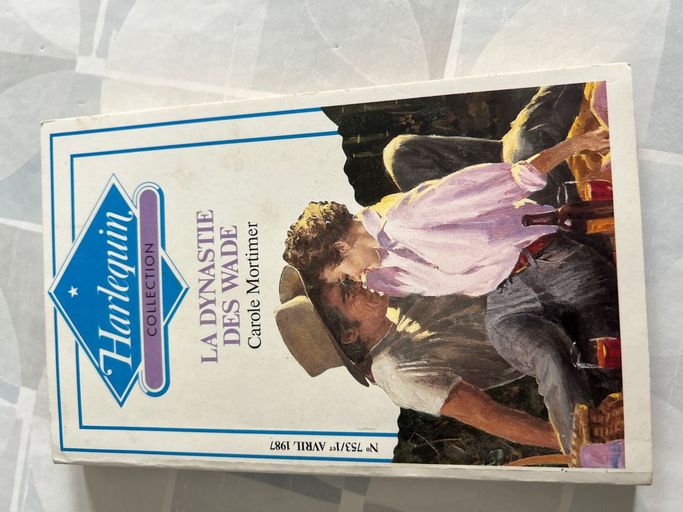 Harlequin
COLLECTION
LA DYNASTIE
DES WADE
Carole Mortimer
N° 753/1er AVRIL 1987